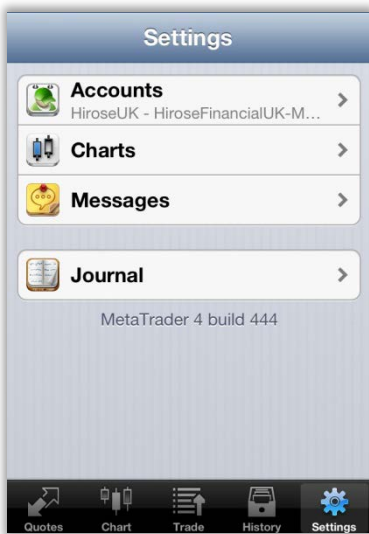 Settings
Accounts
HiroseUK - HiroseFinancialUK-M...
Charts
Messages
Journal
MetaTrader 4 build 444
Quotes Chart Trade History Settings